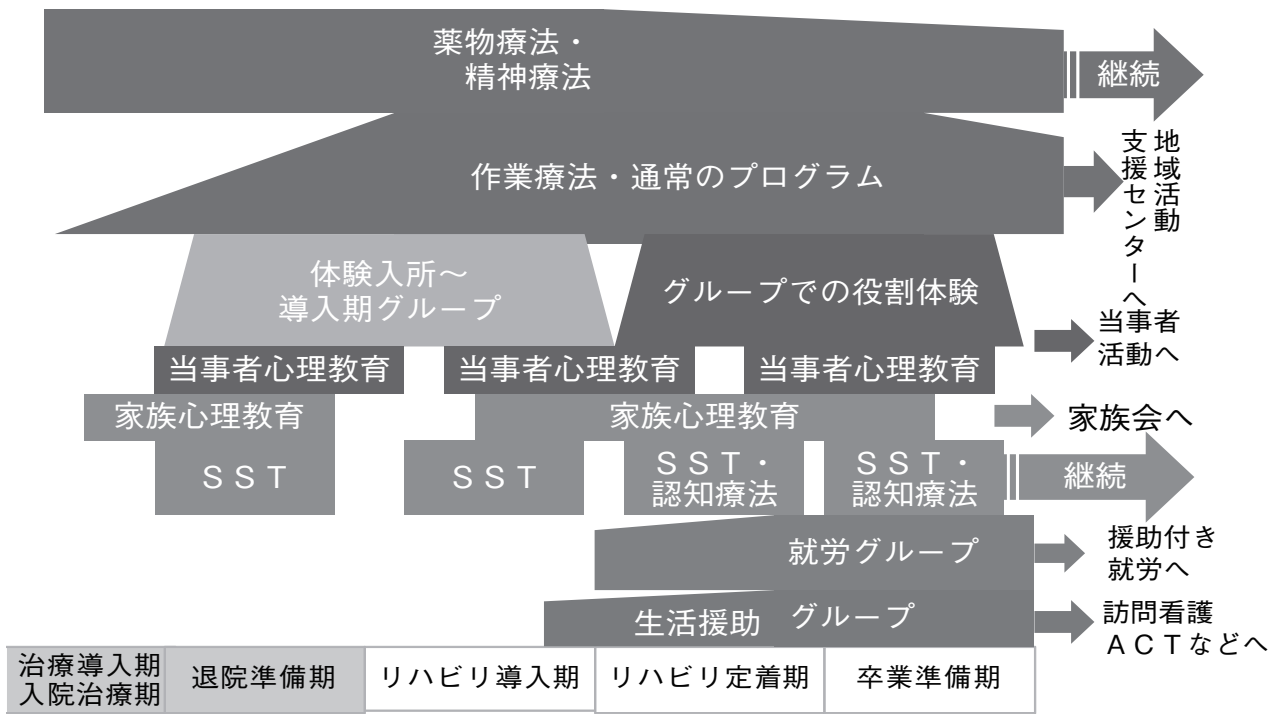 薬物療法・
精神療法
継続
作業療法・通常のプログラム
地域活動
支援センターへ
体験入所～
導入期グループ
グループでの役割体験
当事者
活動へ
当事者心理教育
当事者心理教育
当事者心理教育
家族心理教育
家族心理教育
家族会へ
ＳＳＴ
ＳＳＴ
ＳＳＴ・
認知療法
ＳＳＴ・
認知療法
継続
就労グループ
援助付き
就労へ
生活援助 グループ
訪問看護
ＡＣＴなどへ
治療導入期
入院治療期
退院準備期
リハビリ導入期
リハビリ定着期
卒業準備期